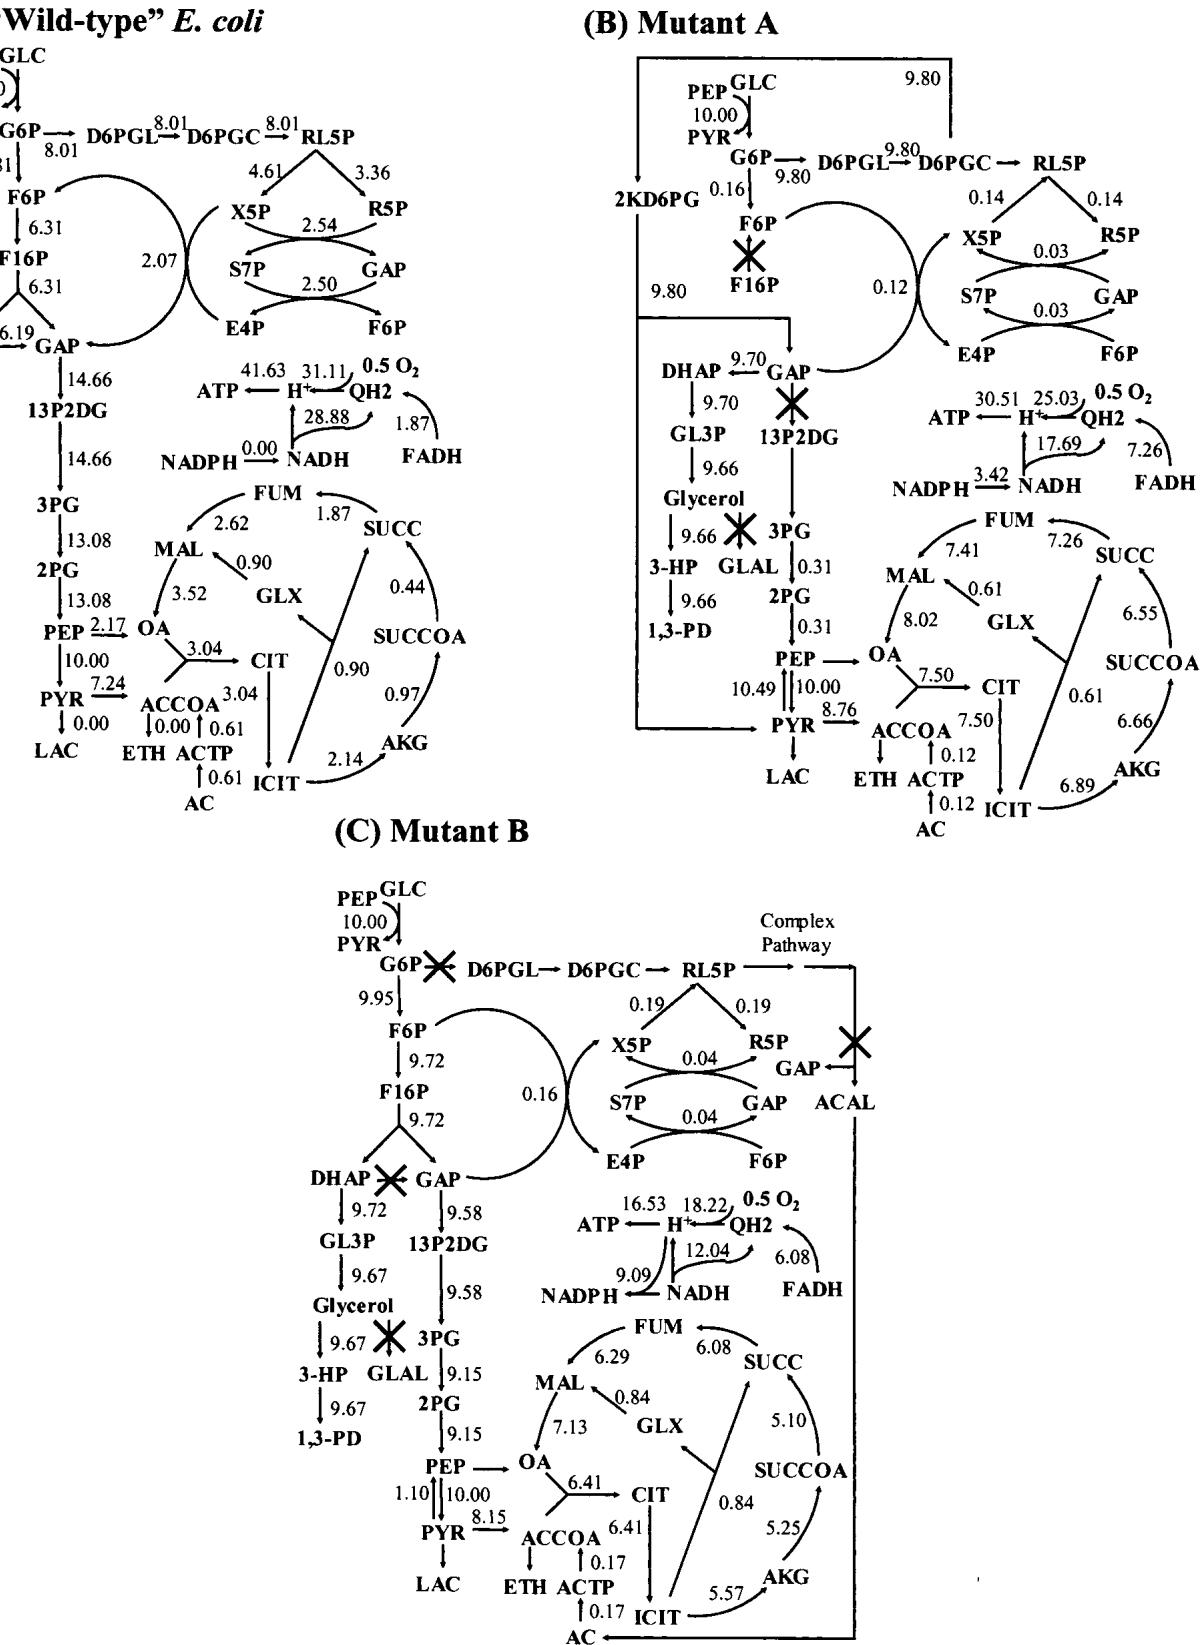 Wild-type” E. coli
GLC
G6P
8.01
D6PGL
8.01
D6PGC
8.01
RL5P
4.61
3.36
F6P
X5P
R5P
6.31
2.54
F16P
2.07
S7P
GAP
6.31
2.50
6.19
GAP
E4P
F6P
14.66
41.63
31.11
0.5 O2
ATP
H+
QH2
13P2DG
28.88
1.87
14.66
NADPH
0.00
NADH
FADH
3PG
FUM
13.08
2.62
1.87
SUCC
MAL
0.90
2PG
3.52
GLX
0.44
13.08
PEP
2.17
OA
SUCCOA
10.00
3.04
CIT
0.90
PYR
7.24
ACCOA
3.04
0.97
0.00
0.00
0.61
LAC
ETH
ACTP
AKG
0.61
ICIT
2.14
AC
(B) Mutant A
9.80
PEP
GLC
10.00
PYR
G6P
9.80
D6PGL
9.80
D6PGC
RL5P
2KD6PG
0.16
0.14
0.14
F6P
X5P
R5P
0.03
F16P
9.80
0.12
S7P
GAP
0.03
E4P
F6P
DHAP
9.70
GAP
9.70
30.51
25.03
0.5 O2
ATP
H+
QH2
GL3P
13P2DG
17.69
7.26
9.66
NADPH
3.42
NADH
FADH
Glycerol
FUM
9.66
3PG
7.41
7.26
SUCC
3-HP
GLAL
0.31
MAL
0.61
9.66
2PG
8.02
GLX
6.55
1,3-PD
0.31
PEP
OA
SUCCOA
10.49
10.00
7.50
CIT
0.61
PYR
8.76
ACCOA
7.50
6.66
0.12
LAC
ETH
ACTP
AKG
0.12
ICIT
6.89
AC
(C) Mutant B
PEP
GLC
10.00
PYR
Complex
Pathway
G6P
D6PGL
D6PGC
RL5P
9.95
0.19
0.19
F6P
X5P
R5P
9.72
0.04
GAP
F16P
0.16
S7P
GAP
ACAL
9.72
0.04
E4P
F6P
DHAP
GAP
9.72
9.58
16.53
18.22
0.5 O2
ATP
H+
QH2
GL3P
13P2DG
12.04
6.08
9.67
9.09
9.58
NADPH
NADH
FADH
Glycerol
FUM
9.67
3PG
6.29
6.08
SUCC
3-HP
GLAL
9.15
MAL
0.84
9.67
2PG
7.13
GLX
5.10
1,3-PD
9.15
PEP
OA
SUCCOA
1.10
10.00
6.41
CIT
0.84
PYR
8.15
ACCOA
6.41
5.25
0.17
LAC
ETH
ACTP
AKG
0.17
ICIT
5.57
AC